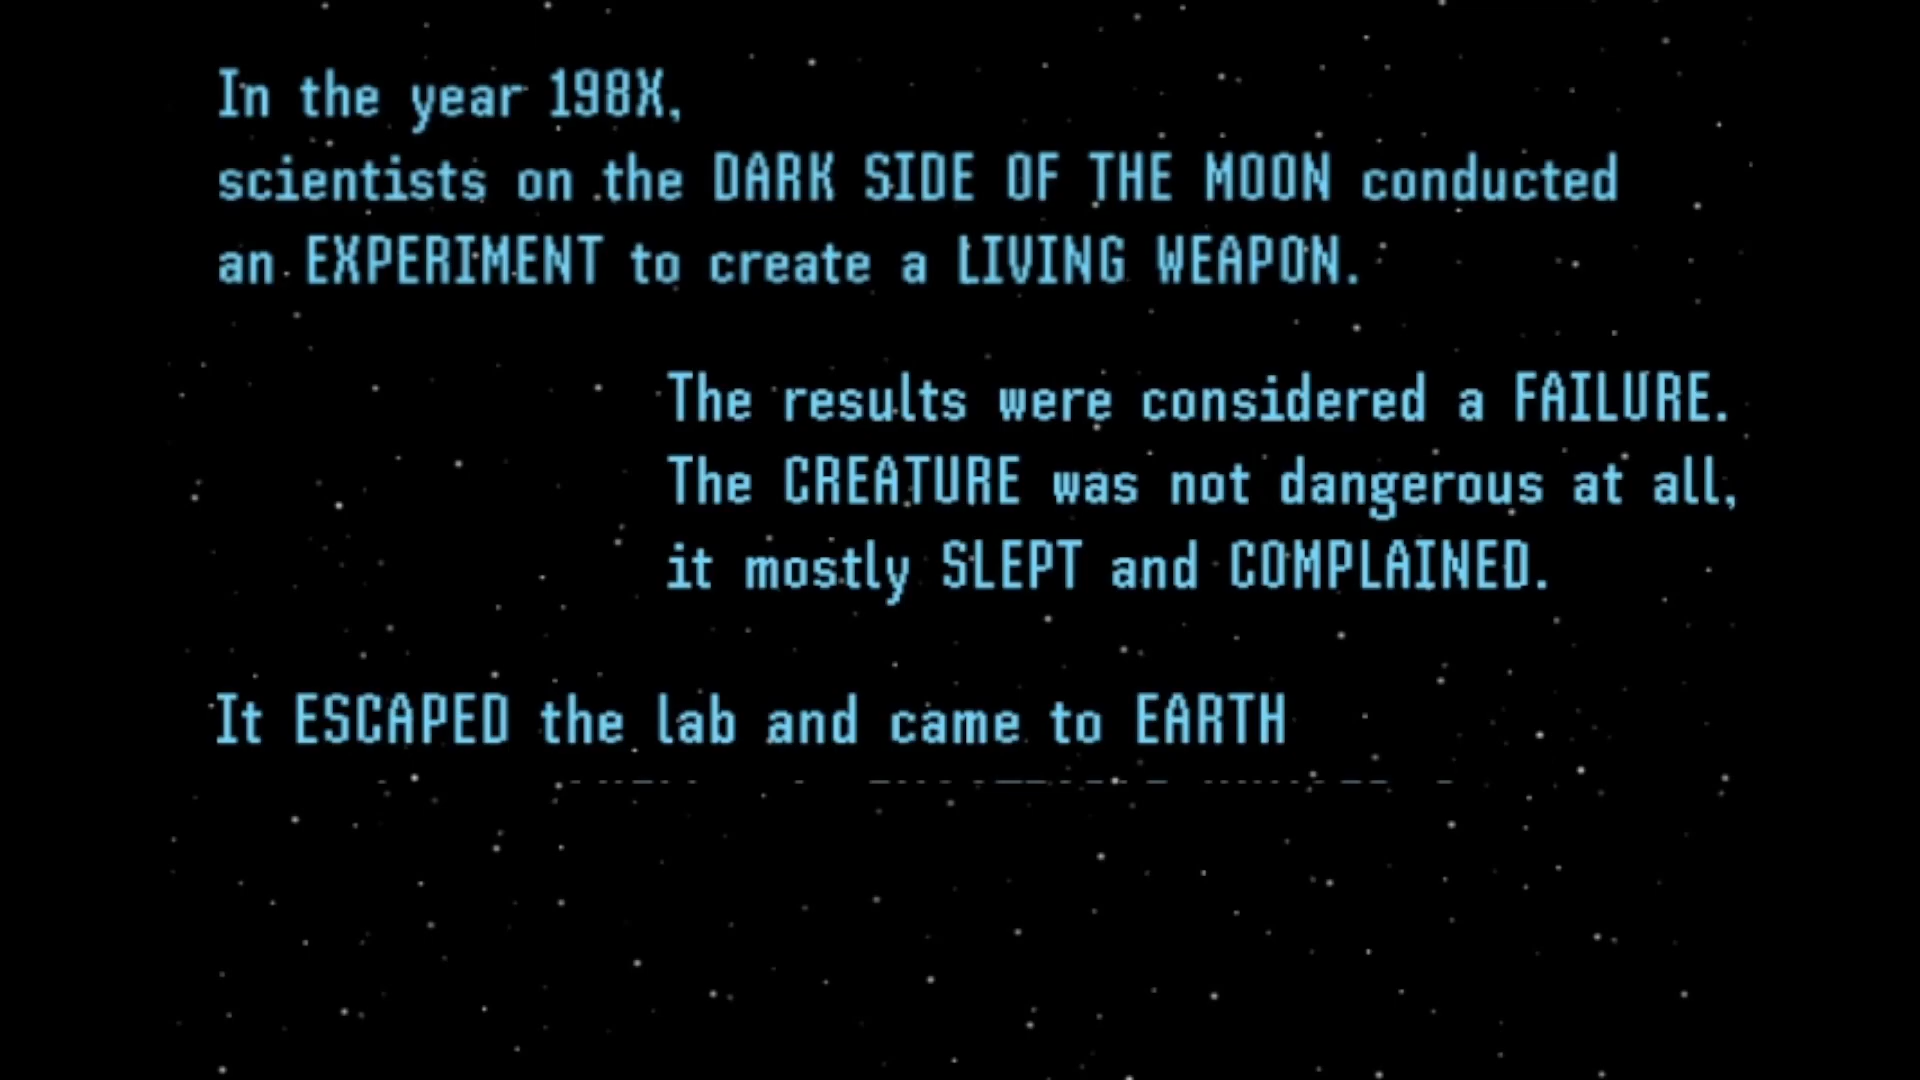 In the year 198X,
scientists on the DARK SIDE OF THE MOON conducted
an EXPERIMENT to create a LIVING WEAPON.
The results were considered a FAILURE.
The CREATURE was not dangerous at all,
it mostly SLEPT and COMPLAINED.
It ESCAPED the lab and came to EARTH